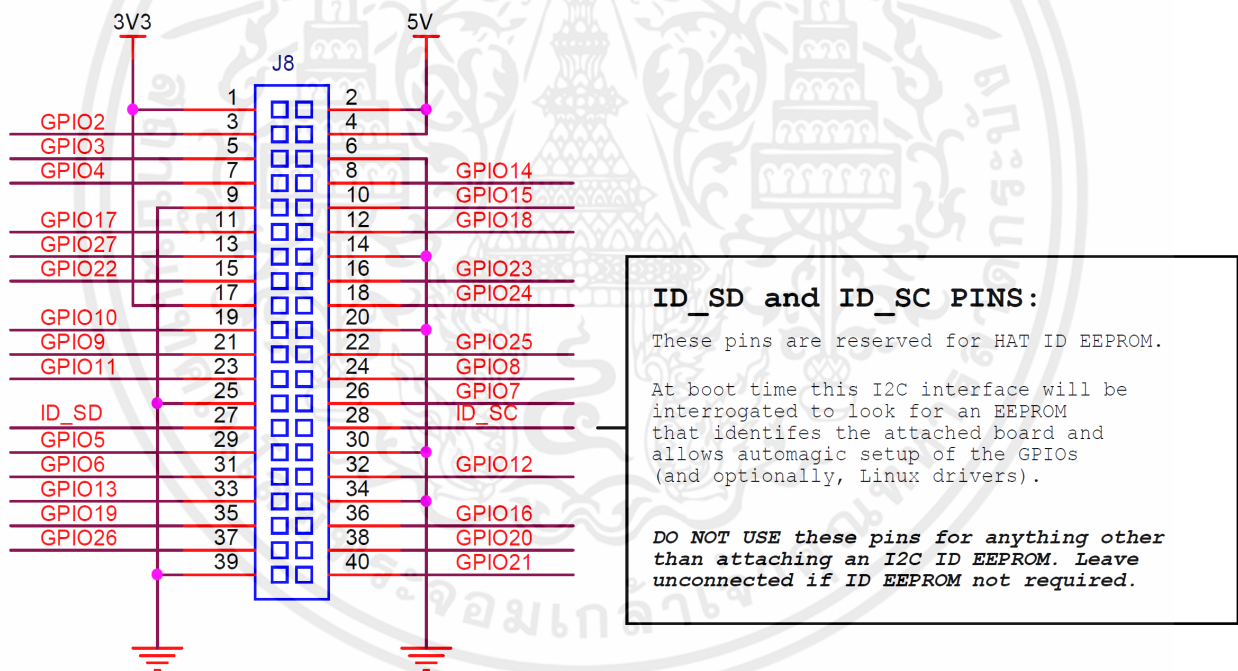 3V3 5V
J8
1 2
GPIO2 3 4
GPIO3 5 6
GPIO4 7 8 GPIO14
9 10 GPIO15
GPIO17 11 12 GPIO18
GPIO27 13 14
GPIO22 15 16 GPIO23
17 18 GPIO24
GPIO10 19 20
GPIO9 21 22 GPIO25
GPIO11 23 24 GPIO8
25 26 GPIO7
ID_SD 27 28 ID_SC
GPIO5 29 30
GPIO6 31 32 GPIO12
GPIO13 33 34
GPIO19 35 36 GPIO16
GPIO26 37 38 GPIO20
39 40 GPIO21
ID_SD and ID_SC PINS:
These pins are reserved for HAT ID EEPROM.
At boot time this I2C interface will be
interrogated to look for an EEPROM
that identifes the attached board and
allows automagic setup of the GPIOs
(and optionally, Linux drivers).
DO NOT USE these pins for anything other
than attaching an I2C ID EEPROM. Leave
unconnected if ID EEPROM not required.